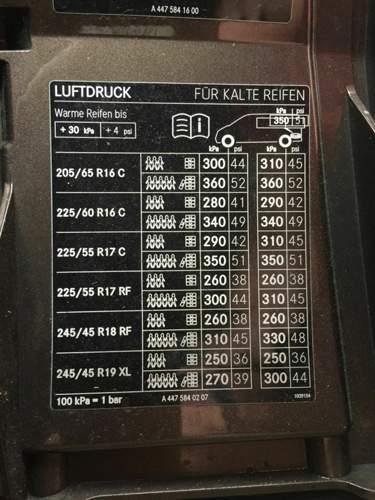 A 447 584 16 00
LUFTDRUCK FÜR KALTE REIFEN
Warme Reifen bis kPa psi
+ 30 kPa + 4 psi 350 51
kPa psi kPa psi
205/65 R16 C 300 44 310 45
360 52 360 52
225/60 R16 C 280 41 290 42
340 49 340 49
225/55 R17 C 290 42 310 45
350 51 350 51
225/55 R17 RF 260 38 260 38
300 44 310 45
245/45 R18 RF 260 38 260 38
310 45 330 48
245/45 R19 XL 250 36 250 36
270 39 300 44
100 kPa = 1 bar A 447 584 02 07